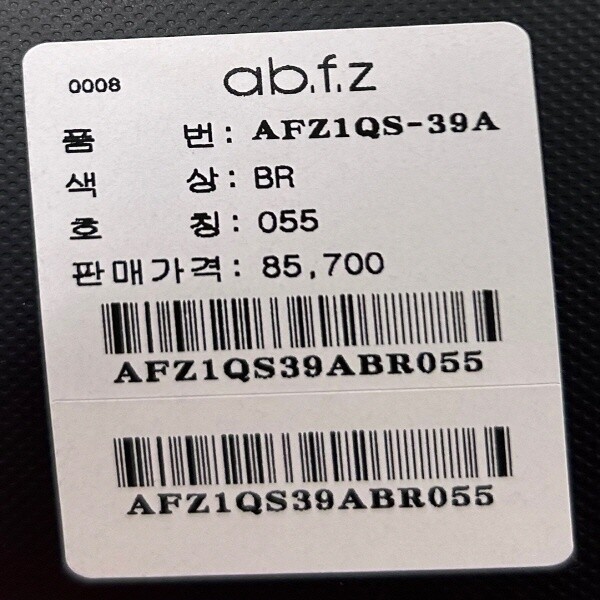 0008 ab.f.z
품 번 : AFZ1QS-39A
색 상 : BR
호 칭 : 055
판매가격 : 85,700
AFZ1QS39ABR055
AFZ1QS39ABR055